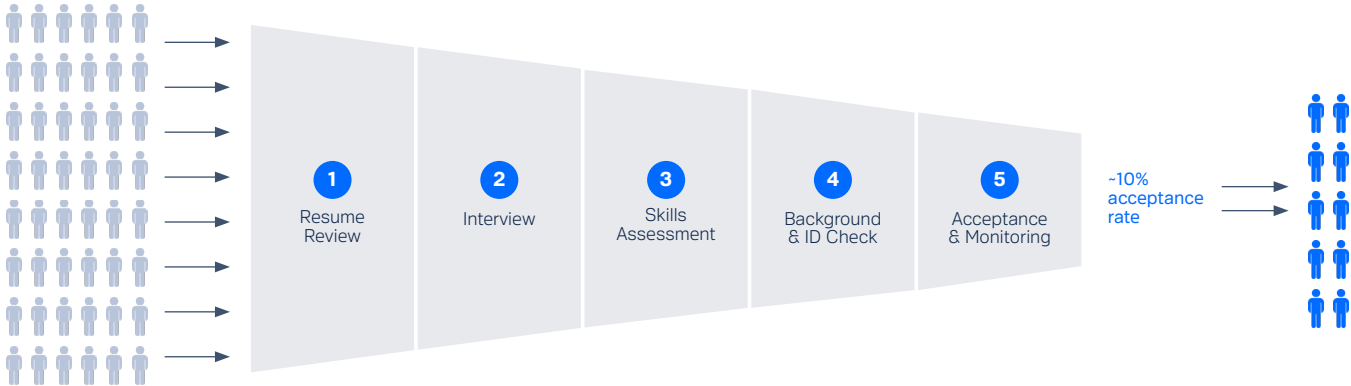 1
Resume
Review
2
Interview
3
Skills
Assessment
4
Background
& ID Check
5
Acceptance
& Monitoring
~10%
acceptance
rate